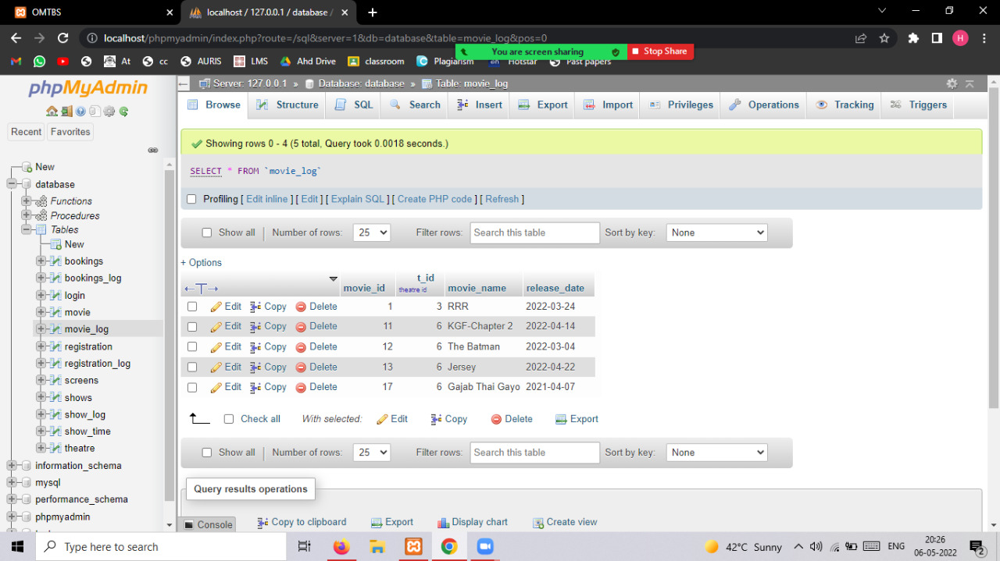 OMTBS
localhost / 127.0.0.1 / database /
localhost/phpmyadmin/index.php?route=/sql&server=1&db=database&table=movie_log&pos=0
H
You are screen sharing
Stop Share
At
cc
AURIS
LMS
Ahd Drive
classroom
Plagiarism
Hotstar
Past papers
phpMyAdmin
Recent
Favorites
New
database
Functions
Procedures
Tables
New
bookings
bookings_log
login
movie
movie_log
registration
registration_log
screens
shows
show_log
show_time
theatre
information_schema
mysql
performance_schema
phpmyadmin
Server: 127.0.0.1 » Database: database » Table: movie_log
Browse Structure SQL Search Insert Export Import Privileges Operations Tracking Triggers
Showing rows 0 - 4 (5 total, Query took 0.0018 seconds.)
SELECT * FROM `movie_log`
Profiling [ Edit inline ] [ Edit ] [ Explain SQL ] [ Create PHP code ] [ Refresh ]
Show all Number of rows: 25 Filter rows: Search this table Sort by key: None
+ Options
movie_id t_id theatre id movie_name release_date
Edit Copy Delete 1 3 RRR 2022-03-24
Edit Copy Delete 11 6 KGF-Chapter 2 2022-04-14
Edit Copy Delete 12 6 The Batman 2022-03-04
Edit Copy Delete 13 6 Jersey 2022-04-22
Edit Copy Delete 17 6 Gajab Thai Gayo 2021-04-07
Check all With selected: Edit Copy Delete Export
Show all Number of rows: 25 Filter rows: Search this table Sort by key: None
Query results operations
Console
Copy to clipboard Export Display chart Create view
Type here to search
42°C Sunny
ENG
20:26
06-05-2022
2